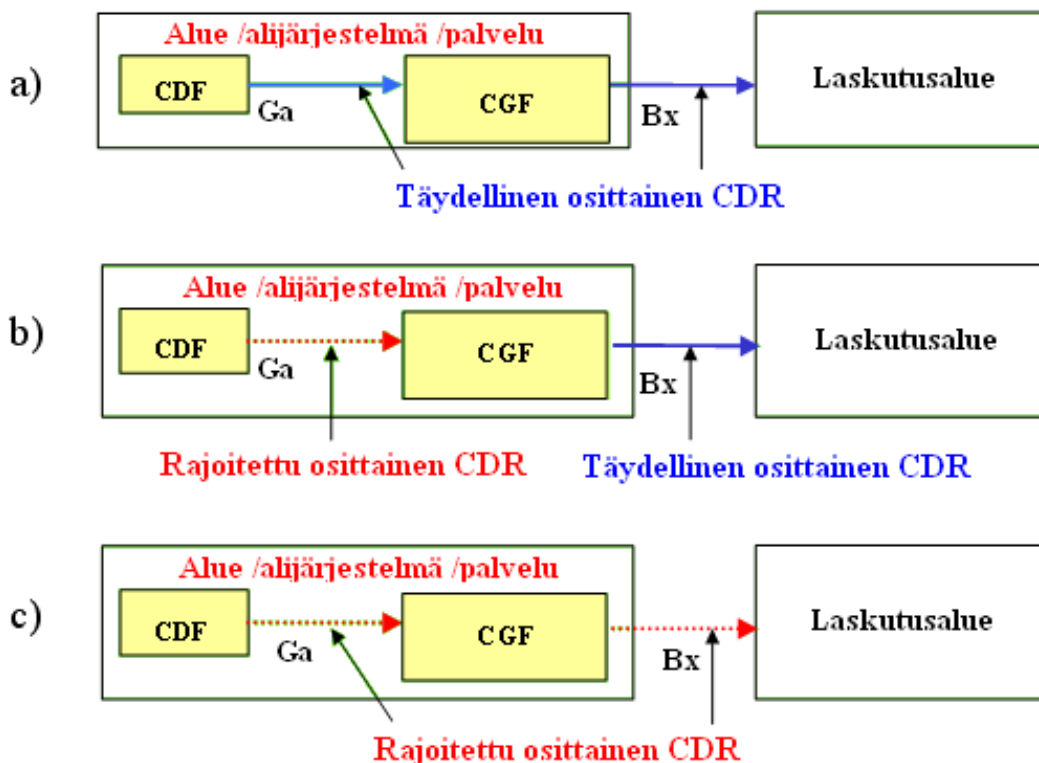 Alue /alijärjestelmä /palvelu
a)
CDF
Ga
CGF
Bx
Laskutusalue
Täydellinen osittainen CDR
Alue /alijärjestelmä /palvelu
b)
CDF
Ga
CGF
Bx
Laskutusalue
Rajoitettu osittainen CDR
Täydellinen osittainen CDR
Alue /alijärjestelmä /palvelu
c)
CDF
Ga
CGF
Bx
Laskutusalue
Rajoitettu osittainen CDR